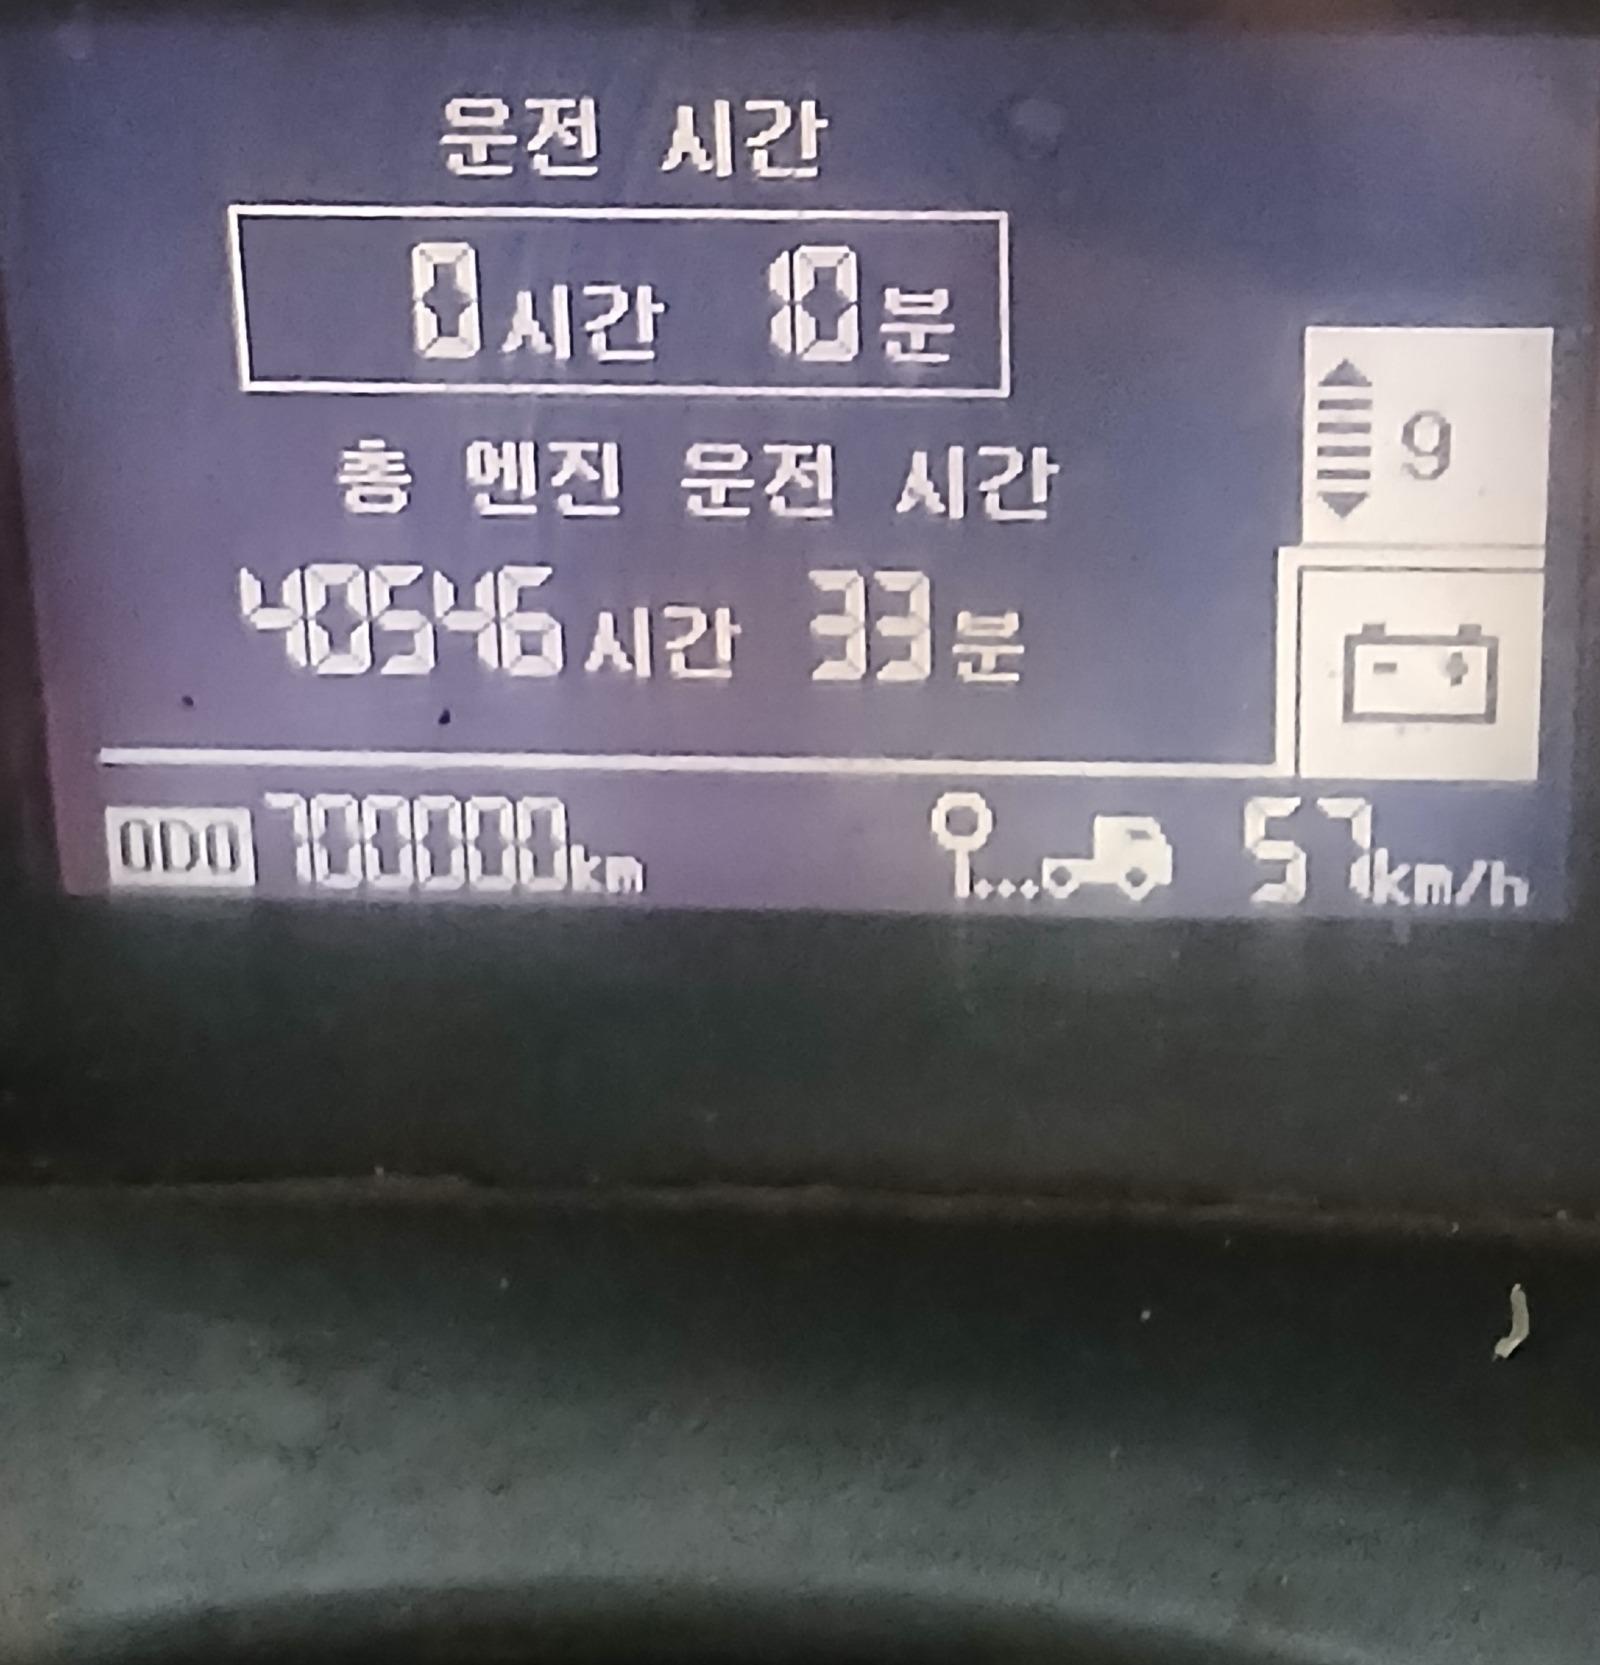 운전 시간
0시간 10분
총 엔진 운전 시간
40546시간 33분
9
- +
ODO 700000km 57km/h